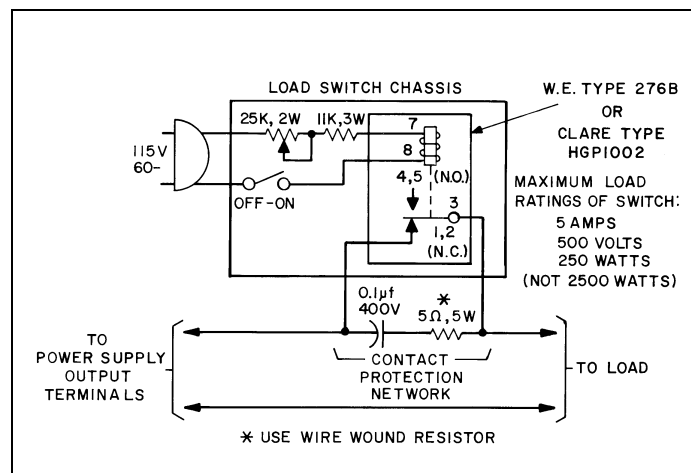 LOAD SWITCH CHASSIS
W.E. TYPE 276B
OR
CLARE TYPE
HGP1002
25K, 2W
11K, 3W
7
8
115V
60-
OFF-ON
4,5
(N.O.)
3
1,2
(N.C.)
MAXIMUM LOAD
RATINGS OF SWITCH:
5 AMPS
500 VOLTS
250 WATTS
(NOT 2500 WATTS)
0.1μf
400V
*
5Ω, 5W
TO
POWER SUPPLY
OUTPUT
TERMINALS
CONTACT
PROTECTION
NETWORK
TO LOAD
* USE WIRE WOUND RESISTOR